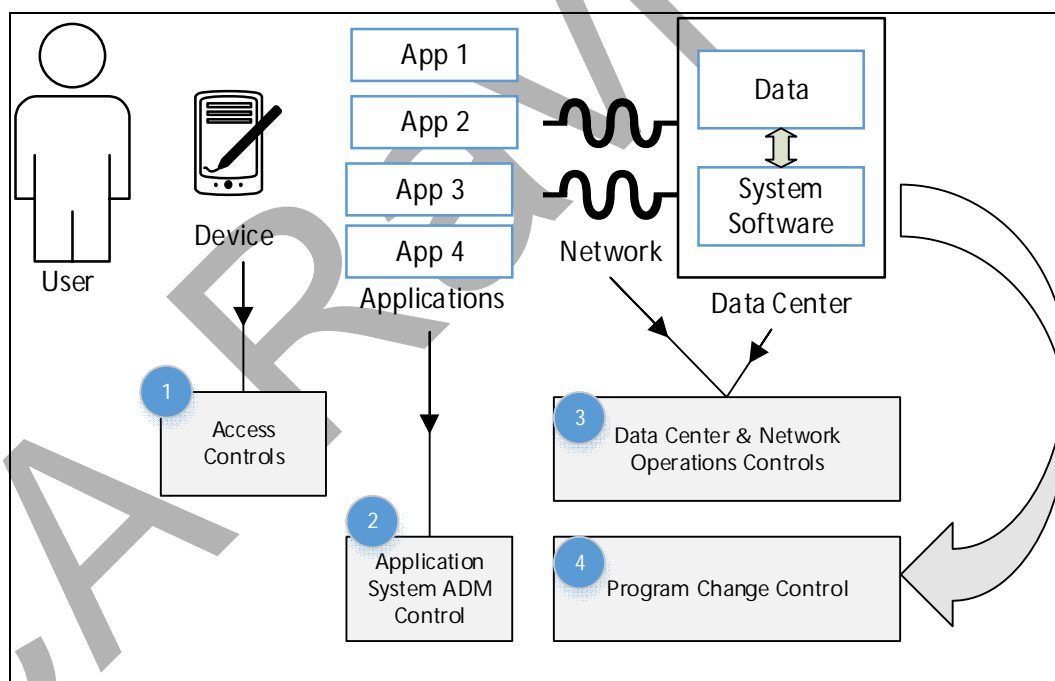 App 1
App 2
App 3
App 4
Applications
User
Device
Network
Data
System
Software
Data Center
1
Access
Controls
2
Application
System ADM
Control
3
Data Center & Network
Operations Controls
4
Program Change Control